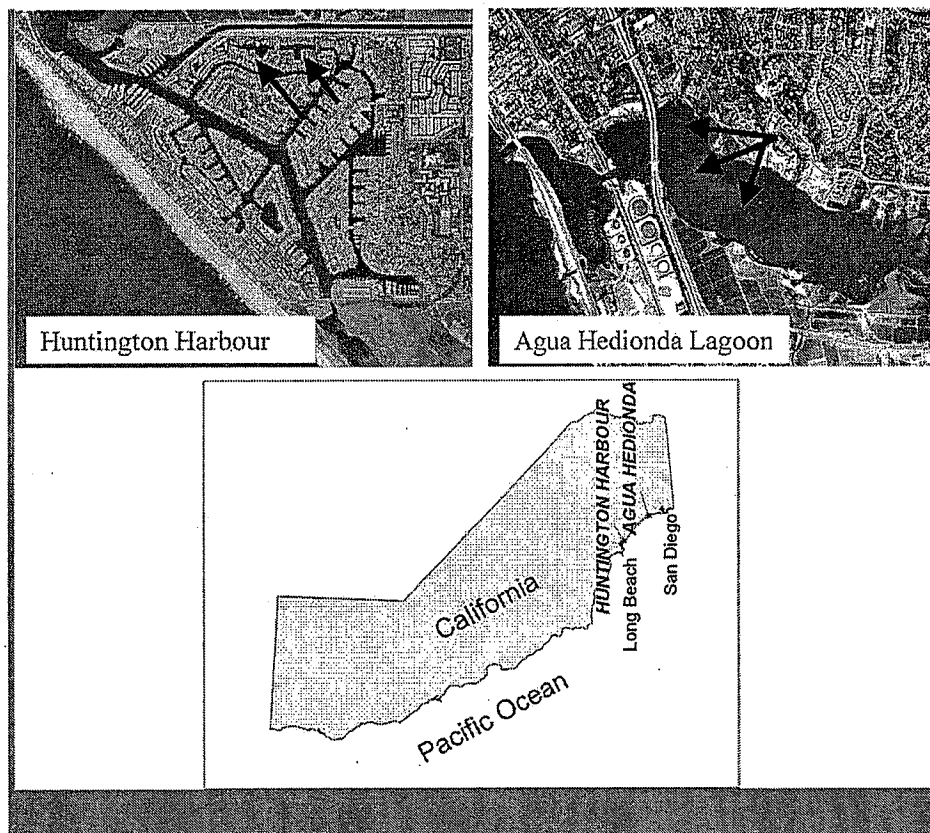 Huntington Harbour
Agua Hedionda Lagoon
HUNTINGTON HARBOUR
AGUA HEDIONDA
Long Beach
San Diego
California
Pacific Ocean